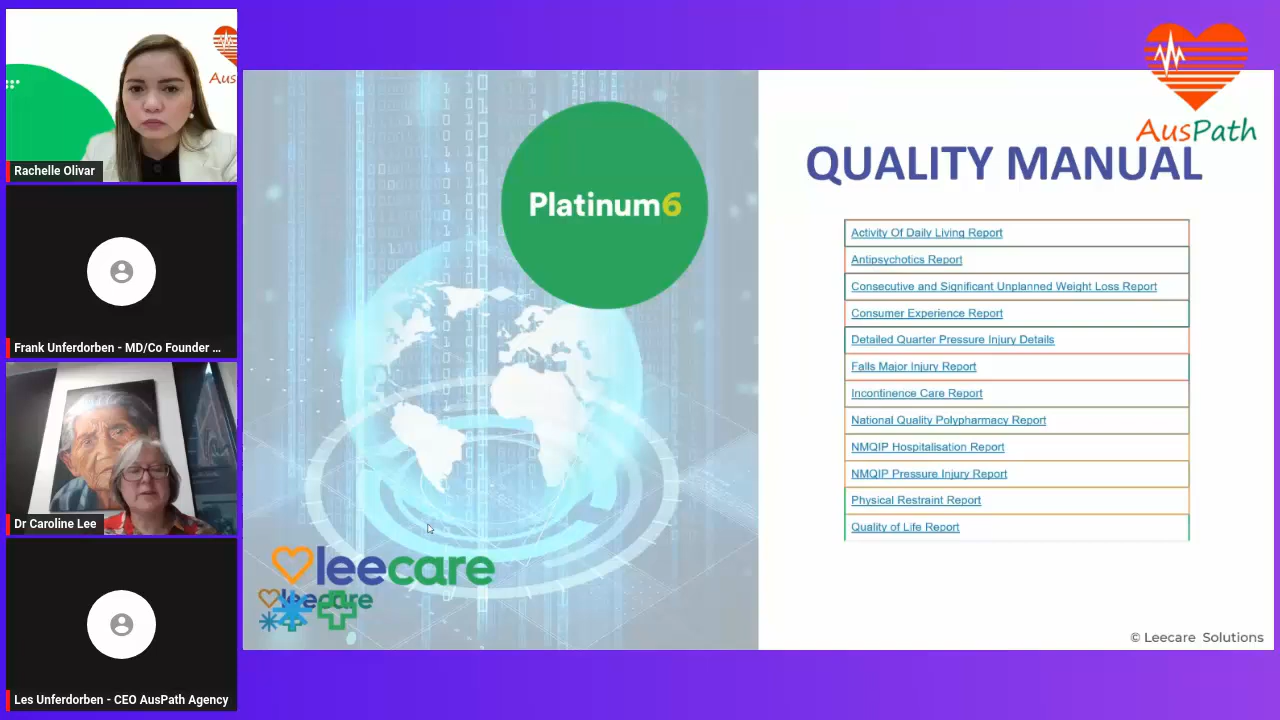 Aus
Rachelle Olivar
Frank Unferdorben - MD/Co Founder ...
Dr Caroline Lee
Les Unferdorben - CEO AusPath Agency
Platinum6
leecare
leecare
AusPath
QUALITY MANUAL
Activity Of Daily Living Report
Antipsychotics Report
Consecutive and Significant Unplanned Weight Loss Report
Consumer Experience Report
Detailed Quarter Pressure Injury Details
Falls Major Injury Report
Incontinence Care Report
National Quality Polypharmacy Report
NMQIP Hospitalisation Report
NMQIP Pressure Injury Report
Physical Restraint Report
Quality of Life Report
© Leecare Solutions